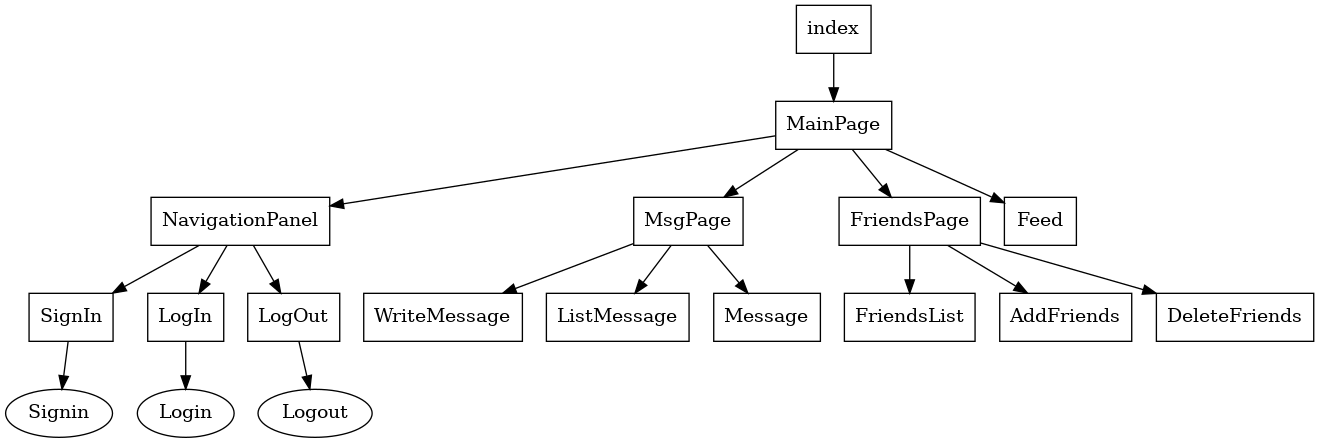 index
MainPage
NavigationPanel
MsgPage
FriendsPage
Feed
SignIn
LogIn
LogOut
WriteMessage
ListMessage
Message
FriendsList
AddFriends
DeleteFriends
Signin
Login
Logout